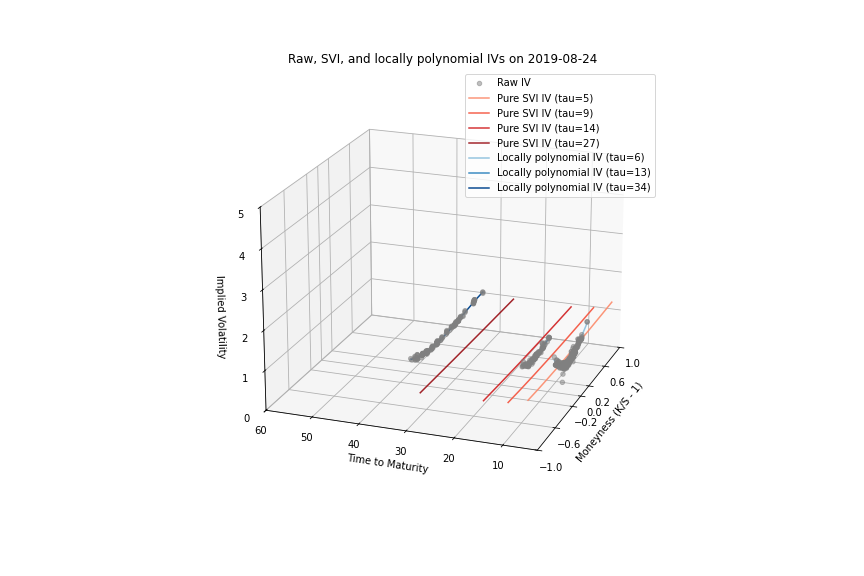 Raw, SVI, and locally polynomial IVs on 2019-08-24
Raw IV
Pure SVI IV (tau=5)
Pure SVI IV (tau=9)
Pure SVI IV (tau=14)
Pure SVI IV (tau=27)
Locally polynomial IV (tau=6)
Locally polynomial IV (tau=13)
Locally polynomial IV (tau=34)
5
4
3
2
1
0
Implied Volatility
60
50
40
30
20
10
Time to Maturity
1.0
0.6
0.2
0.0
−0.2
−0.6
−1.0
Moneyness (K/S - 1)